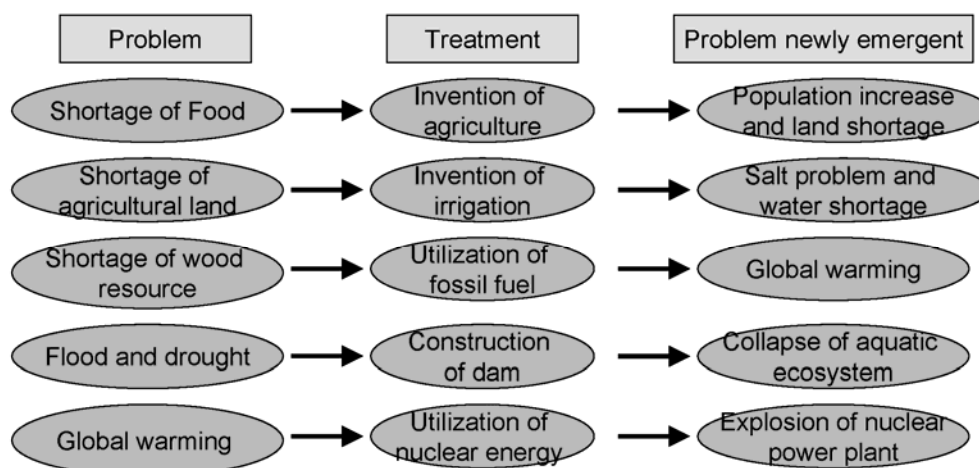 Problem
Treatment
Problem newly emergent
Shortage of Food
Invention of
agriculture
Population increase
and land shortage
Shortage of
agricultural land
Invention of
irrigation
Salt problem and
water shortage
Shortage of wood
resource
Utilization of
fossil fuel
Global warming
Flood and drought
Construction
of dam
Collapse of aquatic
ecosystem
Global warming
Utilization of
nuclear energy
Explosion of nuclear
power plant